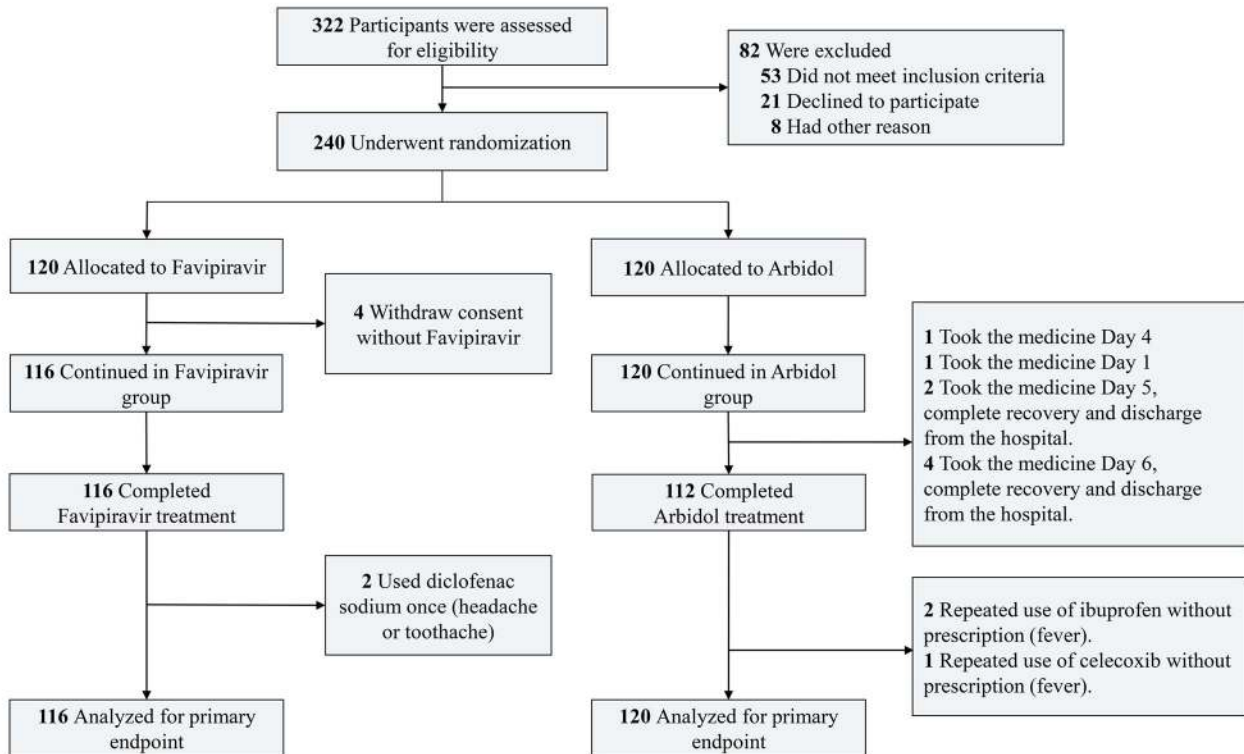 322 Participants were assessed
for eligibility
82 Were excluded
53 Did not meet inclusion criteria
21 Declined to participate
8 Had other reason
240 Underwent randomization
120 Allocated to Favipiravir
120 Allocated to Arbidol
4 Withdraw consent
without Favipiravir
116 Continued in Favipiravir
group
120 Continued in Arbidol
group
1 Took the medicine Day 4
1 Took the medicine Day 1
2 Took the medicine Day 5,
complete recovery and discharge
from the hospital.
4 Took the medicine Day 6,
complete recovery and discharge
from the hospital.
116 Completed
Favipiravir treatment
112 Completed
Arbidol treatment
2 Used diclofenac
sodium once (headache
or toothache)
2 Repeated use of ibuprofen without
prescription (fever).
1 Repeated use of celecoxib without
prescription (fever).
116 Analyzed for primary
endpoint
120 Analyzed for primary
endpoint